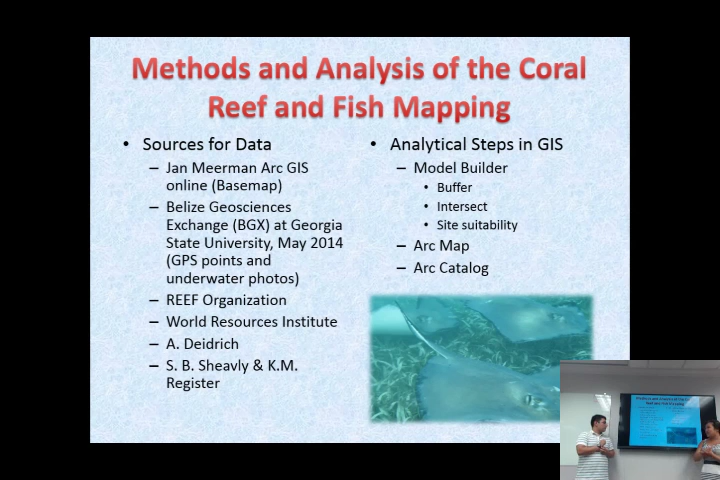 Methods and Analysis of the Coral
Reef and Fish Mapping
• Sources for Data
– Jan Meerman Arc GIS
online (Basemap)
– Belize Geosciences
Exchange (BGX) at Georgia
State University, May 2014
(GPS points and
underwater photos)
– REEF Organization
– World Resources Institute
– A. Deidrich
– S. B. Sheavly & K.M.
Register
• Analytical Steps in GIS
– Model Builder
• Buffer
• Intersect
• Site suitability
– Arc Map
– Arc Catalog